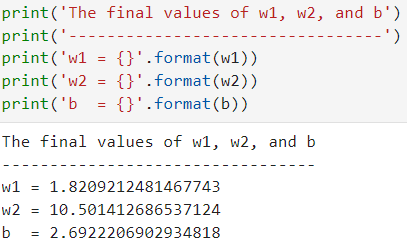 print('The final values of w1, w2, and b')
print('---------------------------------')
print('w1 = {}'.format(w1))
print('w2 = {}'.format(w2))
print('b  = {}'.format(b))
The final values of w1, w2, and b
---------------------------------
w1 = 1.8209212481467743
w2 = 10.501412686537124
b  = 2.6922206902934818